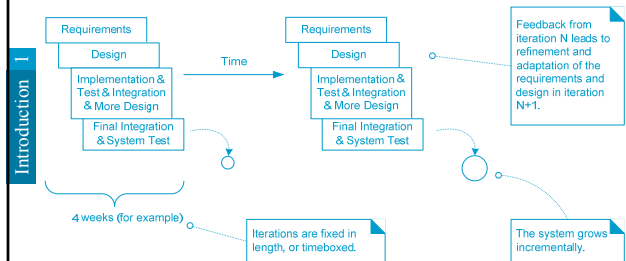 Introduction 1
Requirements
Design
Implementation &
Test & Integration
& More Design
Final Integration
& System Test
Time
Requirements
Design
Implementation &
Test & Integration
& More Design
Final Integration
& System Test
Feedback from
iteration N leads to
refinement and
adaptation of the
requirements and
design in iteration
N+1.
4 weeks (for example)
Iterations are fixed in
length, or timeboxed.
The system grows
incrementally.